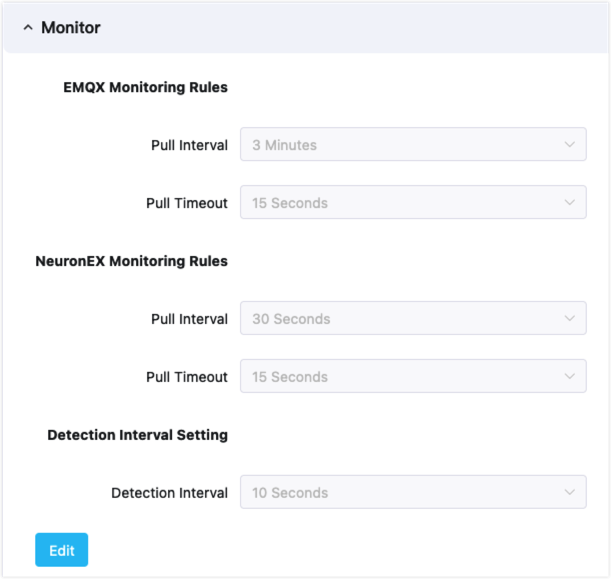 Monitor
EMQX Monitoring Rules
Pull Interval 3 Minutes
Pull Timeout 15 Seconds
NeuronEX Monitoring Rules
Pull Interval 30 Seconds
Pull Timeout 15 Seconds
Detection Interval Setting
Detection Interval 10 Seconds
Edit